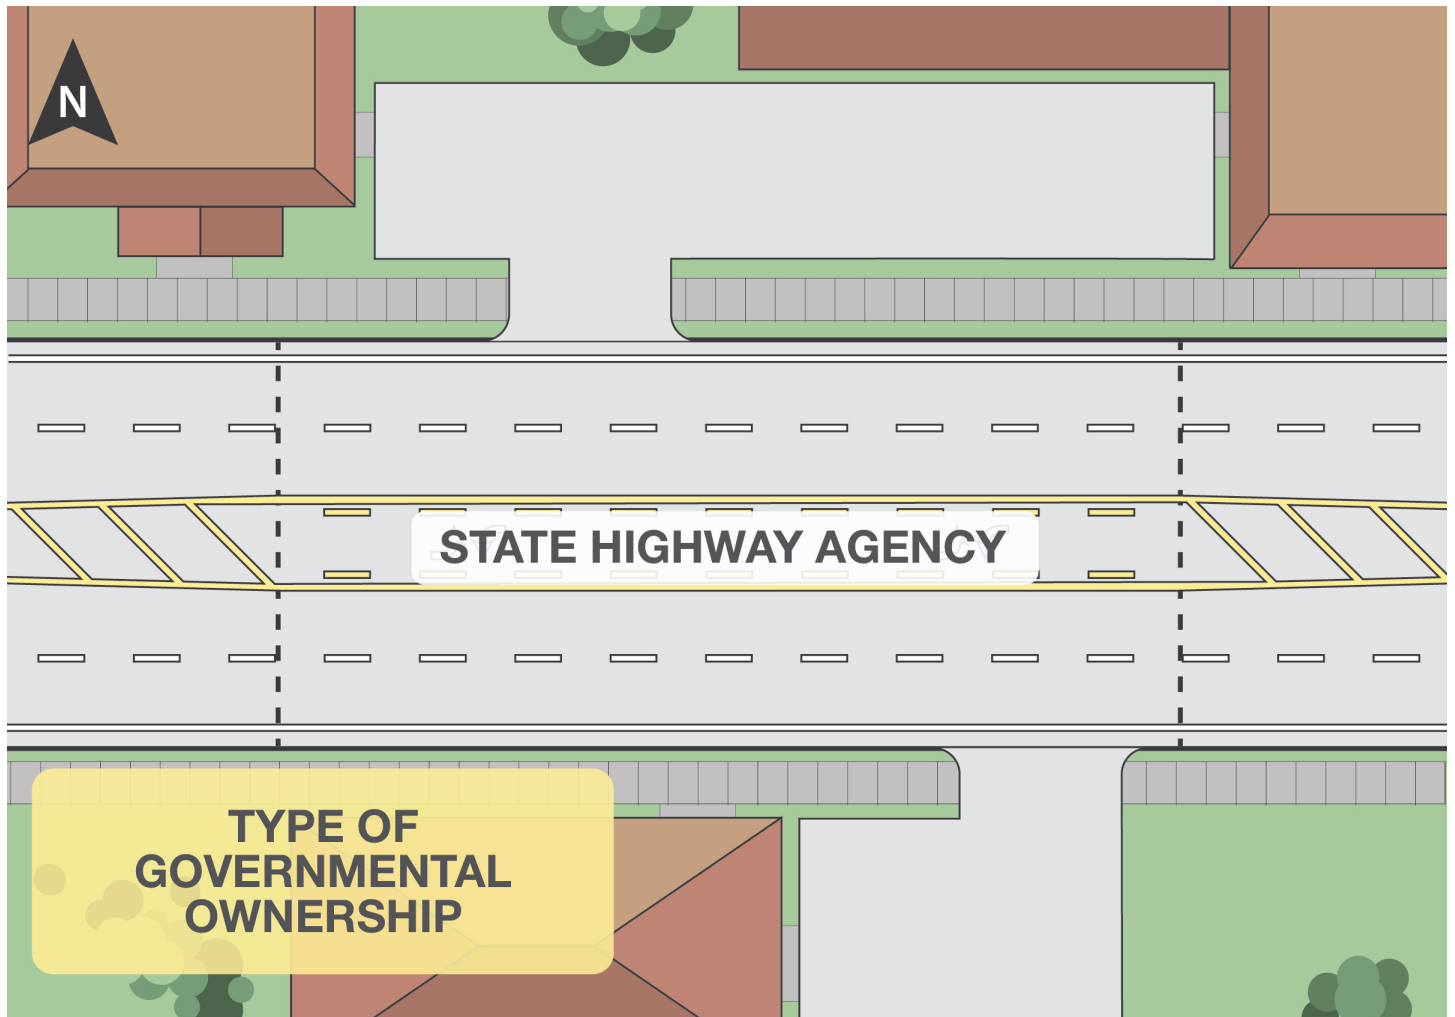 N
STATE HIGHWAY AGENCY
TYPE OF
GOVERNMENTAL
OWNERSHIP